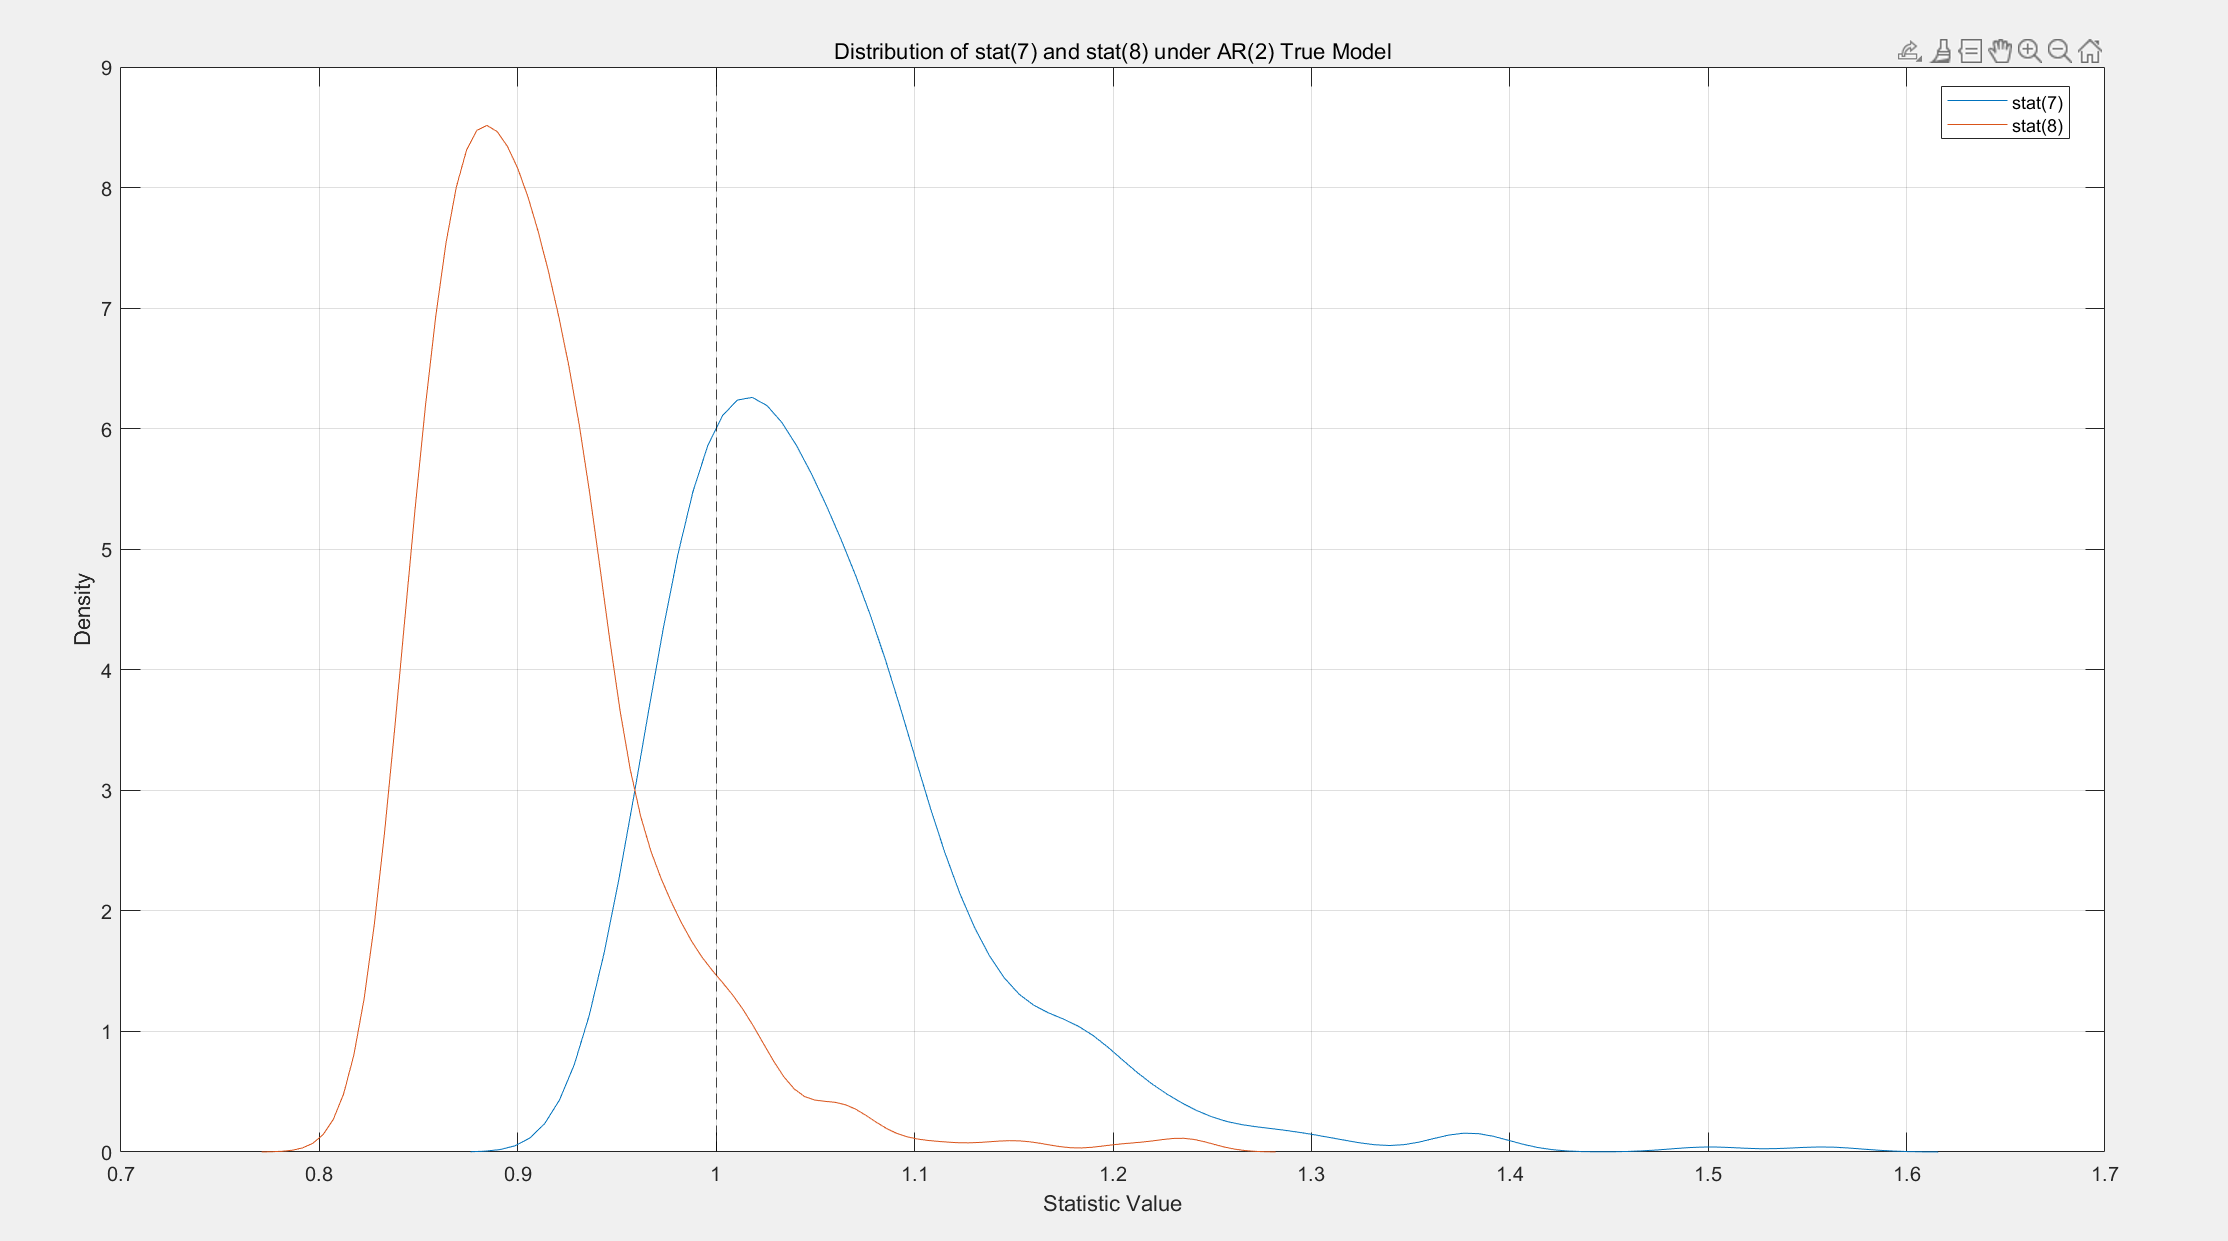 Distribution of stat(7) and stat(8) under AR(2) True Model
stat(7)
stat(8)
9
8
7
6
5
4
3
2
1
0
Density
0.7 0.8 0.9 1 1.1 1.2 1.3 1.4 1.5 1.6 1.7
Statistic Value